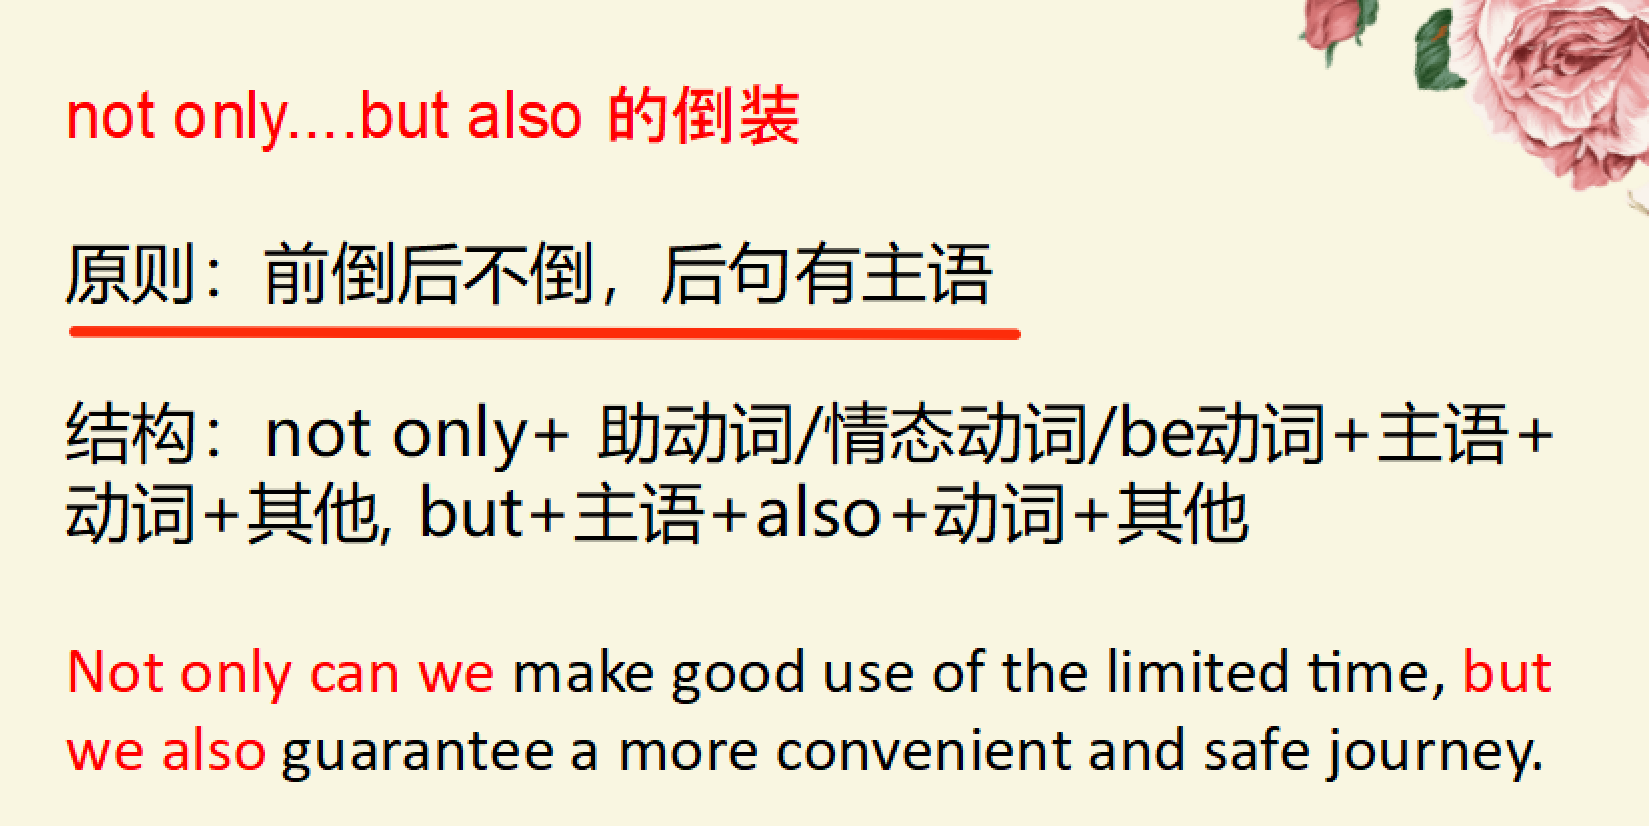 not only....but also 的倒装
原则：前倒后不倒，后句有主语
结构：not only+ 助动词/情态动词/be动词+主语+
动词+其他, but+主语+also+动词+其他
Not only can we make good use of the limited time, but
we also guarantee a more convenient and safe journey.